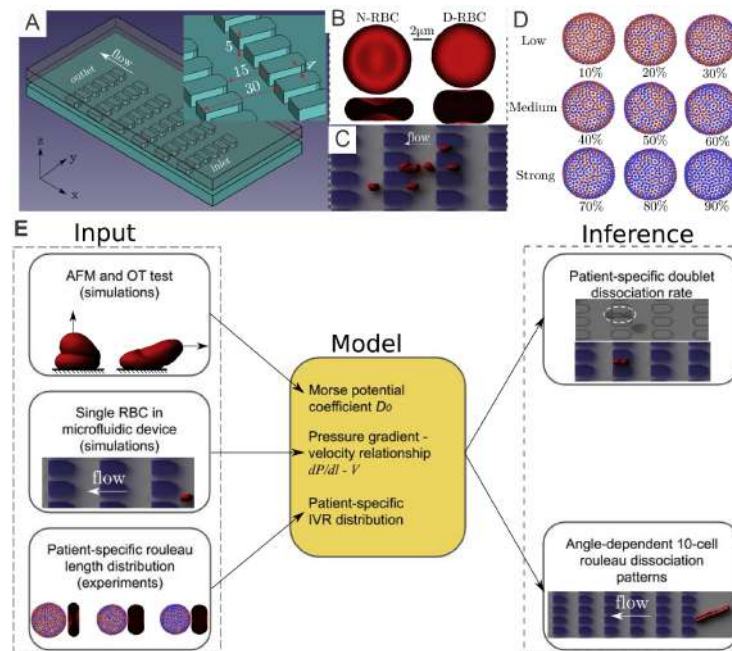 A
outlet
flow
inlet
z
y
x
5
15
30
4
B
N-RBC
2μm
D-RBC
C
flow
D
Low
10%
20%
30%
Medium
40%
50%
60%
Strong
70%
80%
90%
E
Input
AFM and OT test
(simulations)
Single RBC in
microfluidic device
(simulations)
flow
Patient-specific rouleau
length distribution
(experiments)
Model
Morse potential
coefficient D0
Pressure gradient -
velocity relationship
dP/dl - V
Patient-specific
IVR distribution
Inference
Patient-specific doublet
dissociation rate
Angle-dependent 10-cell
rouleau dissociation
patterns
flow